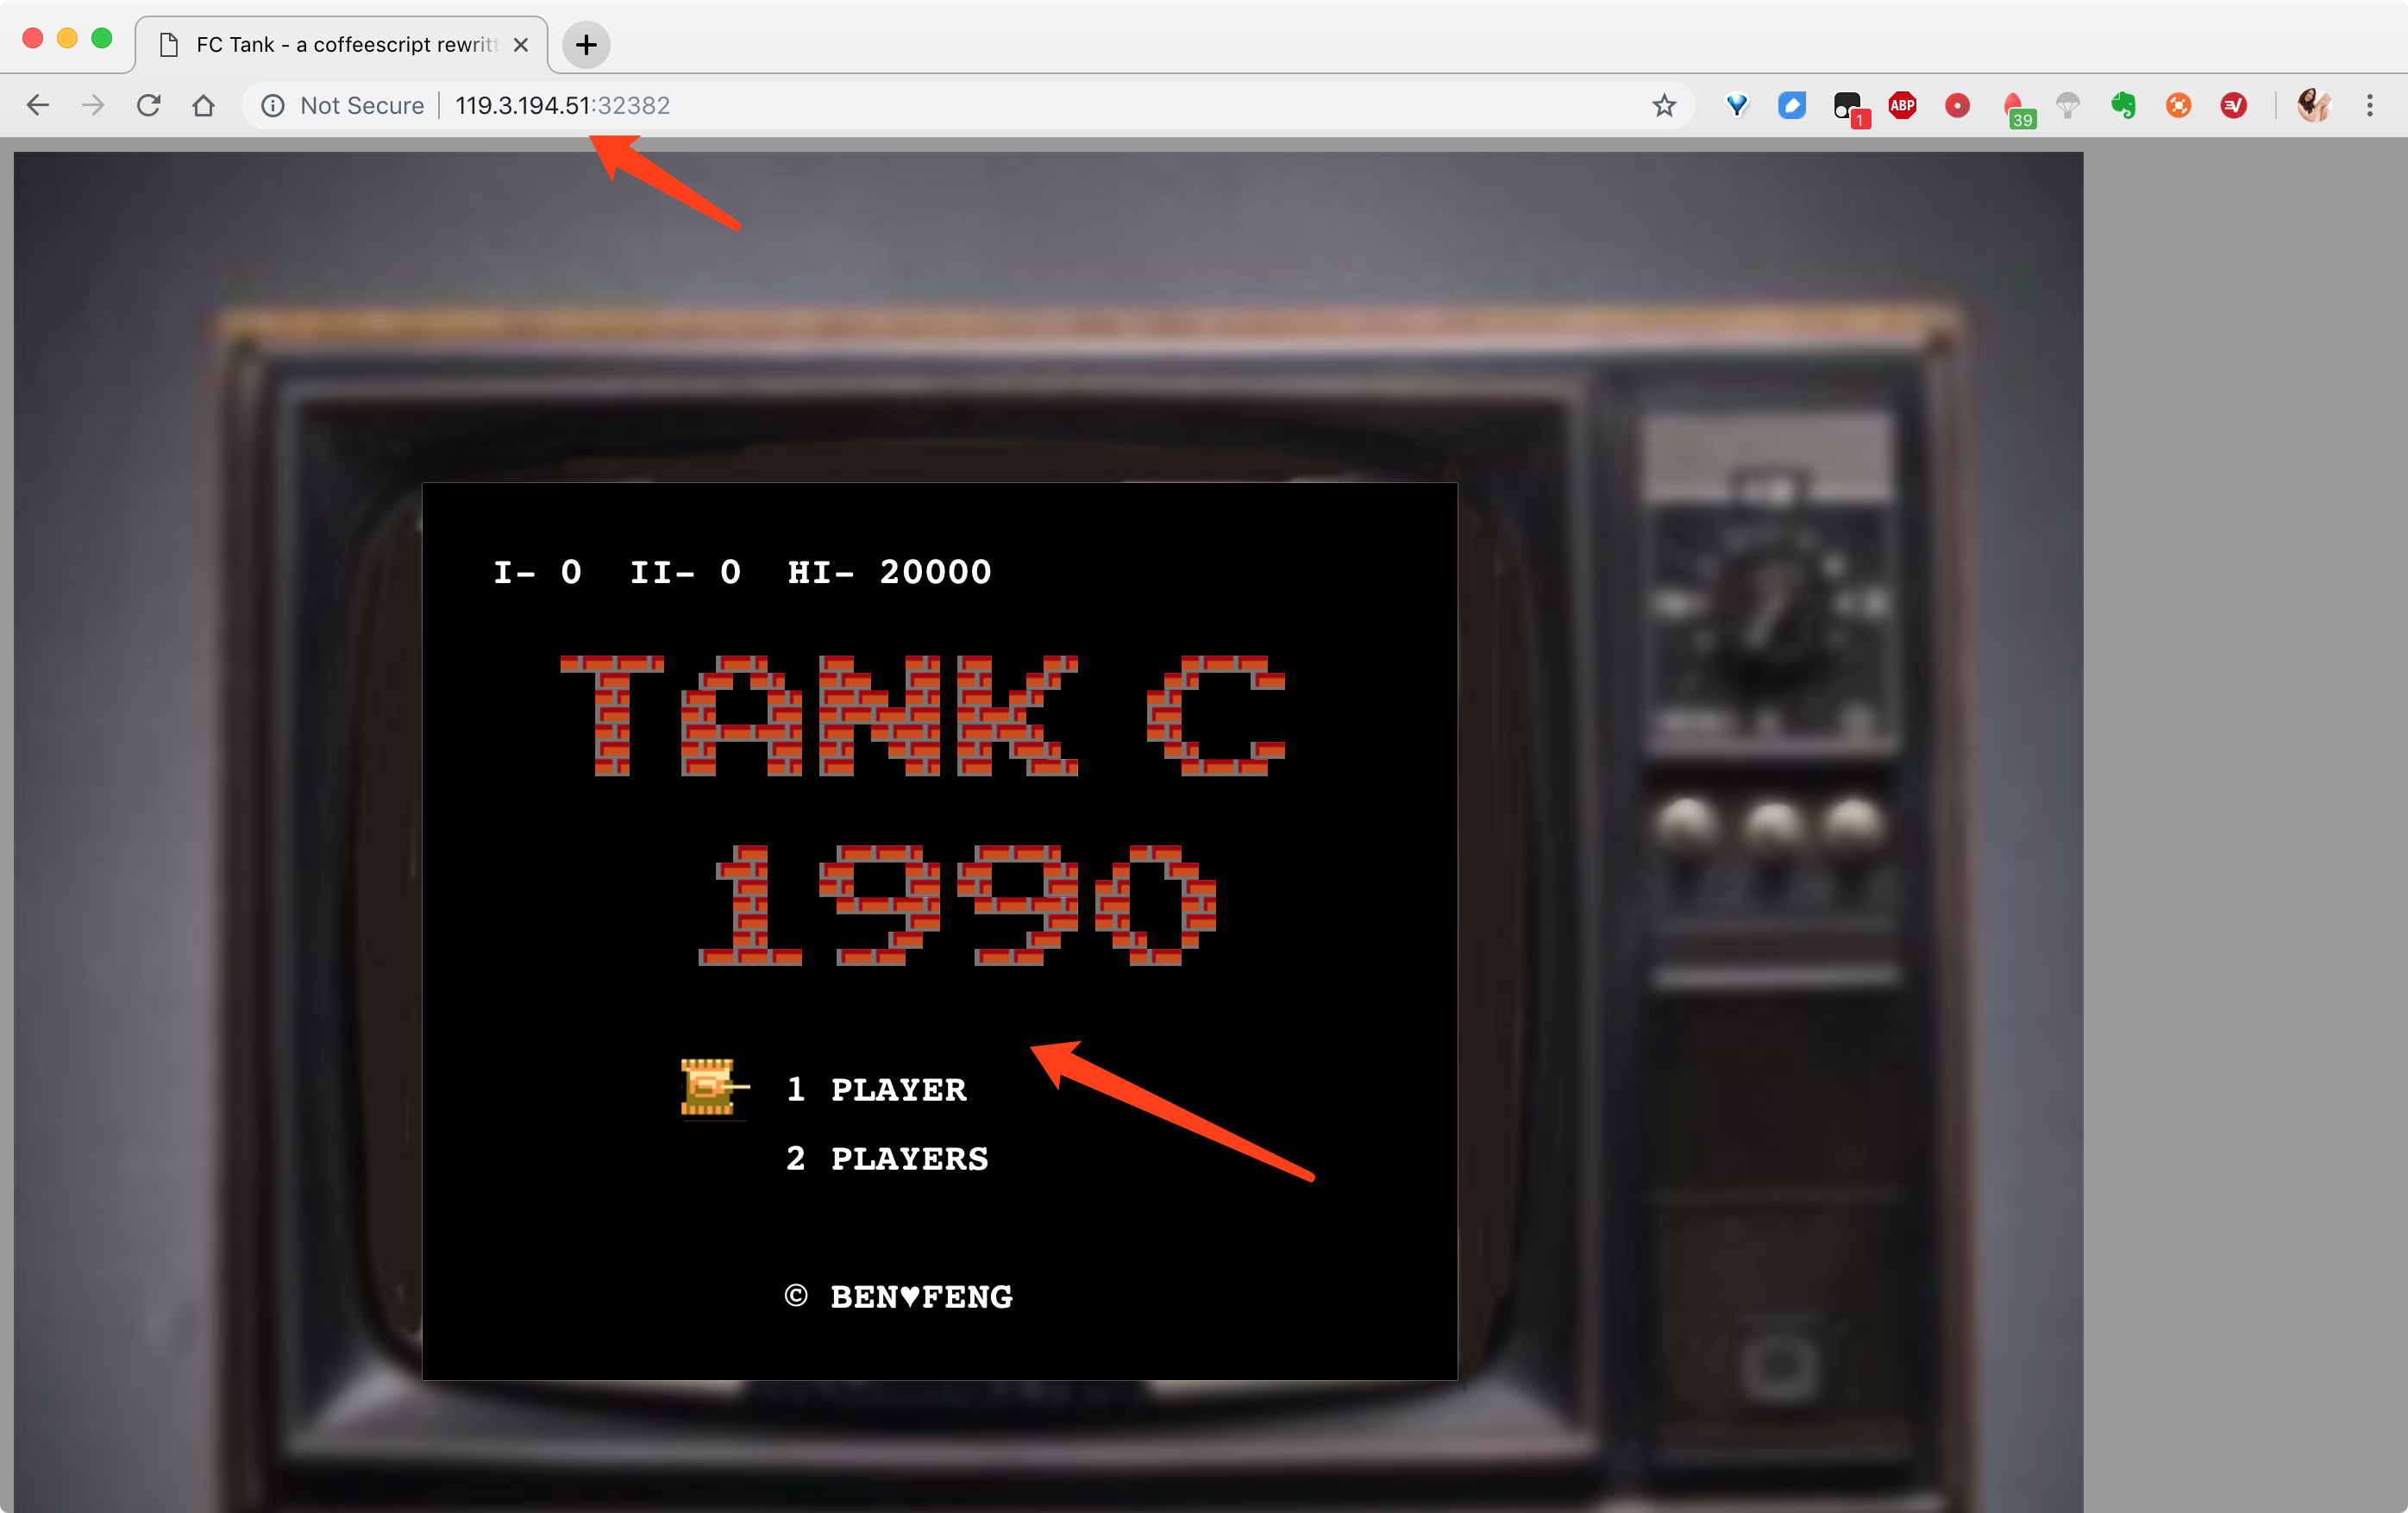 FC Tank - a coffeescript rewrit
Not Secure 119.3.194.51:32382
1
ABP
39
I- 0 II- 0 HI- 20000
TANK C
1990
1 PLAYER
2 PLAYERS
© BEN♥FENG